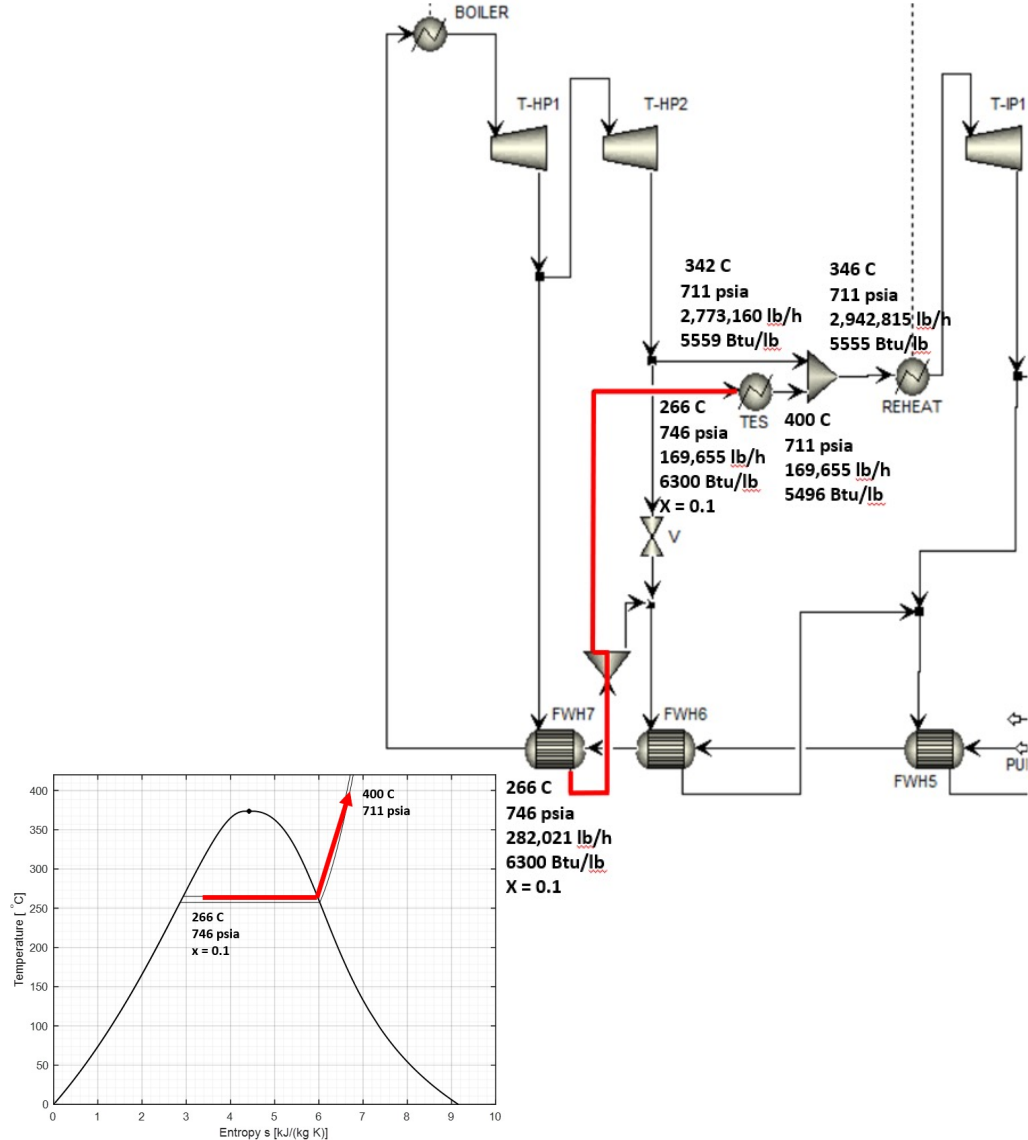 BOILER
T-HP1
T-HP2
T-IP1
342 C
711 psia
2,773,160 lb/h
5559 Btu/lb
346 C
711 psia
2,942,815 lb/h
5555 Btu/lb
REHEAT
TES
266 C
746 psia
169,655 lb/h
6300 Btu/lb
X = 0.1
400 C
711 psia
169,655 lb/h
5496 Btu/lb
V
FWH7
FWH6
FWH5
266 C
746 psia
282,021 lb/h
6300 Btu/lb
X = 0.1
400
350
300
250
200
150
100
50
0
Temperature [ °C]
400 C
711 psia
266 C
746 psia
x = 0.1
0 1 2 3 4 5 6 7 8 9 10
Entropy s [kJ/(kg K)]